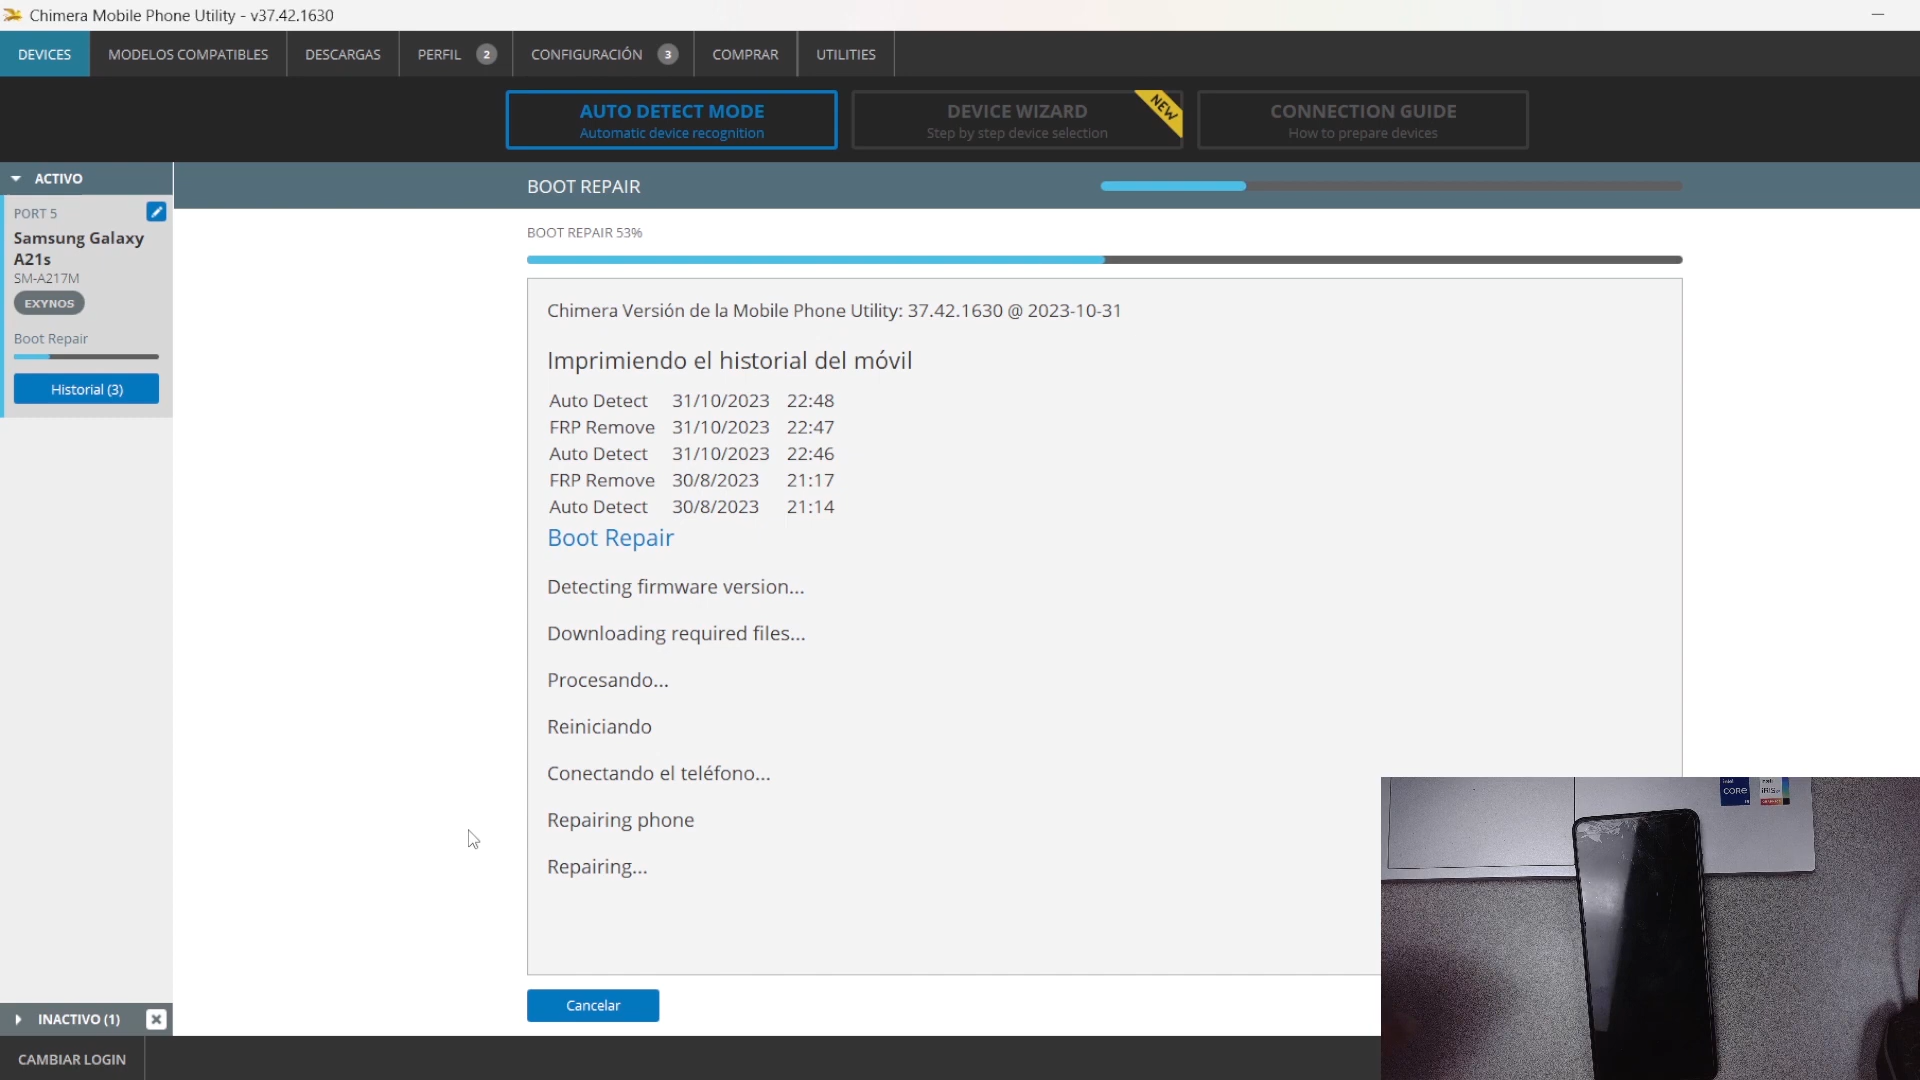 Chimera Mobile Phone Utility - v37.42.1630
DEVICES
MODELOS COMPATIBLES
DESCARGAS
PERFIL 2
CONFIGURACIÓN 3
COMPRAR
UTILITIES
AUTO DETECT MODE
Automatic device recognition
DEVICE WIZARD
Step by step device selection
NEW
CONNECTION GUIDE
How to prepare devices
ACTIVO
PORT 5
Samsung Galaxy
A21s
SM-A217M
EXYNOS
Boot Repair
Historial (3)
BOOT REPAIR
BOOT REPAIR 53%
Chimera Versión de la Mobile Phone Utility: 37.42.1630 @ 2023-10-31
Imprimiendo el historial del móvil
Auto Detect 31/10/2023 22:48
FRP Remove 31/10/2023 22:47
Auto Detect 31/10/2023 22:46
FRP Remove 30/8/2023 21:17
Auto Detect 30/8/2023 21:14
Boot Repair
Detecting firmware version...
Downloading required files...
Procesando...
Reiniciando
Conectando el teléfono...
Repairing phone
Repairing...
Cancelar
INACTIVO (1)
CAMBIAR LOGIN
intel
CORE
intel
iRIS